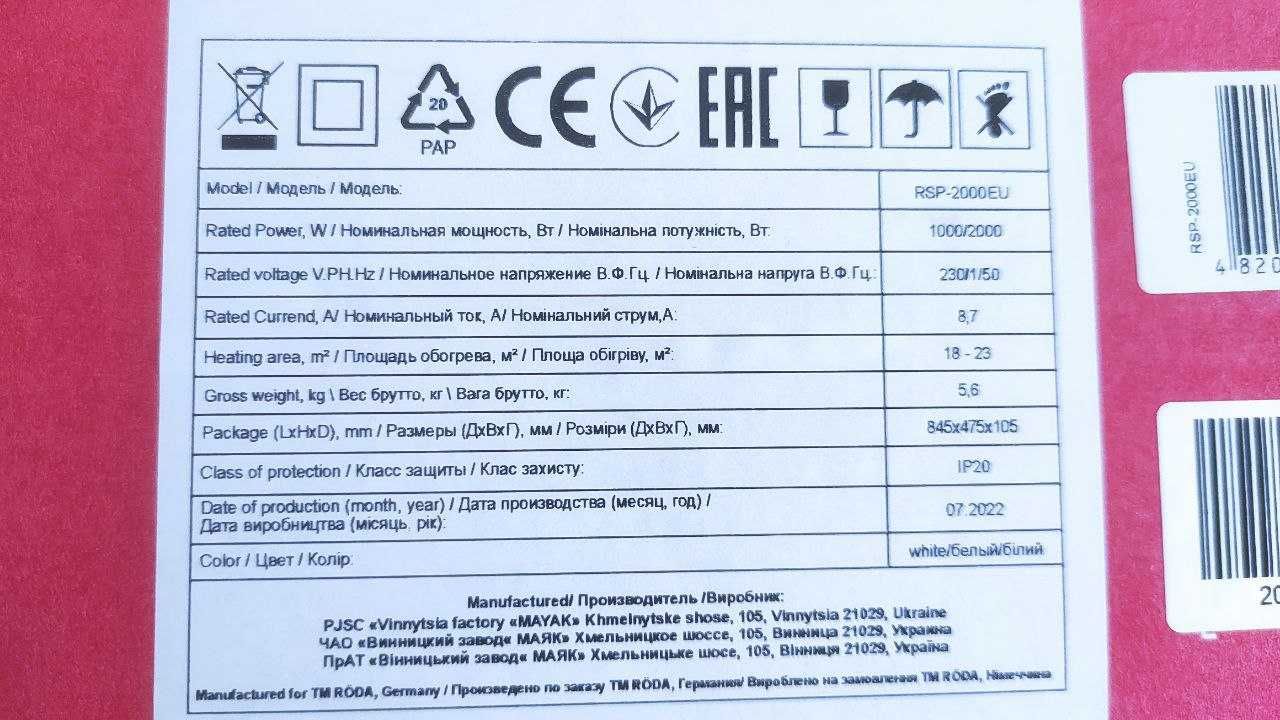 20
PAP
CE
EAC
Model / Модель / Модель:
RSP-2000EU
Rated Power, W / Номинальная мощность, Вт / Номінальна потужність, Вт:
1000/2000
Rated voltage V.PH.Hz / Номинальное напряжение В.Ф.Гц. / Номінальна напруга В.Ф.Гц.:
230/1/50
Rated Currend, A/ Номинальный ток, А/ Номінальний струм,А:
8,7
Heating area, m² / Площадь обогрева, м² / Площа обігріву, м²:
18 - 23
Gross weight, kg \ Вес брутто, кг \ Вага брутто, кг:
5,6
Package (LxHxD), mm / Размеры (ДхВхГ), мм / Розміри (ДхВхГ), мм:
845x475x105
Class of protection / Класс защиты / Клас захисту:
IP20
Date of production (month, year) / Дата производства (месяц, год) /
Дата виробництва (місяць. рік):
07.2022
Color / Цвет / Колір:
white/белый/білий
Manufactured/ Производитель /Виробник:
PJSC «Vinnytsia factory «MAYAK» Khmelnytske shose, 105, Vinnytsia 21029, Ukraine
ЧАО «Винницкий завод« МАЯК» Хмельницкое шоссе, 105, Винница 21029, Украина
ПрАТ «Вінницький завод« МАЯК» Хмельницьке шосе, 105, Вінниця 21029, Україна
Manufactured for TM RÖDA, Germany / Произведено по заказу TM RÖDA, Германия/ Вироблено на замовлення TM RÖDA, Німеччина
RSP-2000EU
4 820
20